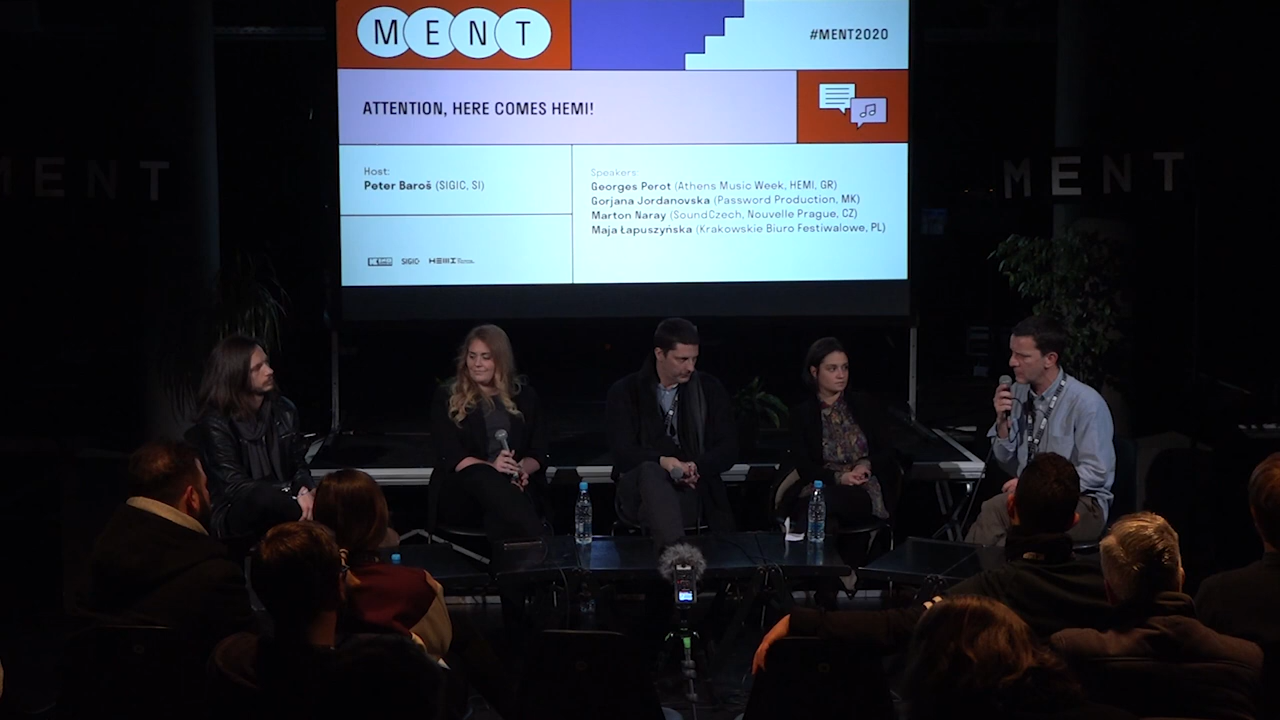 MENT
#MENT2020
ATTENTION, HERE COMES HEMI!
Host:
Peter Baroš (SIGIC, SI)
Speakers:
Georges Perot (Athens Music Week, HEMI, GR)
Gorjana Jordanovska (Password Production, MK)
Marton Naray (SoundCzech, Nouvelle Prague, CZ)
Maja Łapuszyńska (Krakowskie Biuro Festiwalowe, PL)
SIGIC
HEMI
MENT
MENT